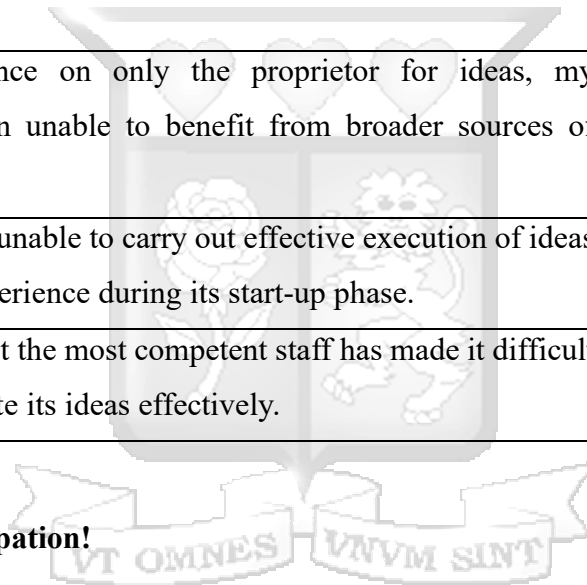 nce on only the proprietor for ideas, my
n unable to benefit from broader sources of
unable to carry out effective execution of ideas
erience during its start-up phase.
t the most competent staff has made it difficult
te its ideas effectively.
pation!
VT OMNES VNVM SINT